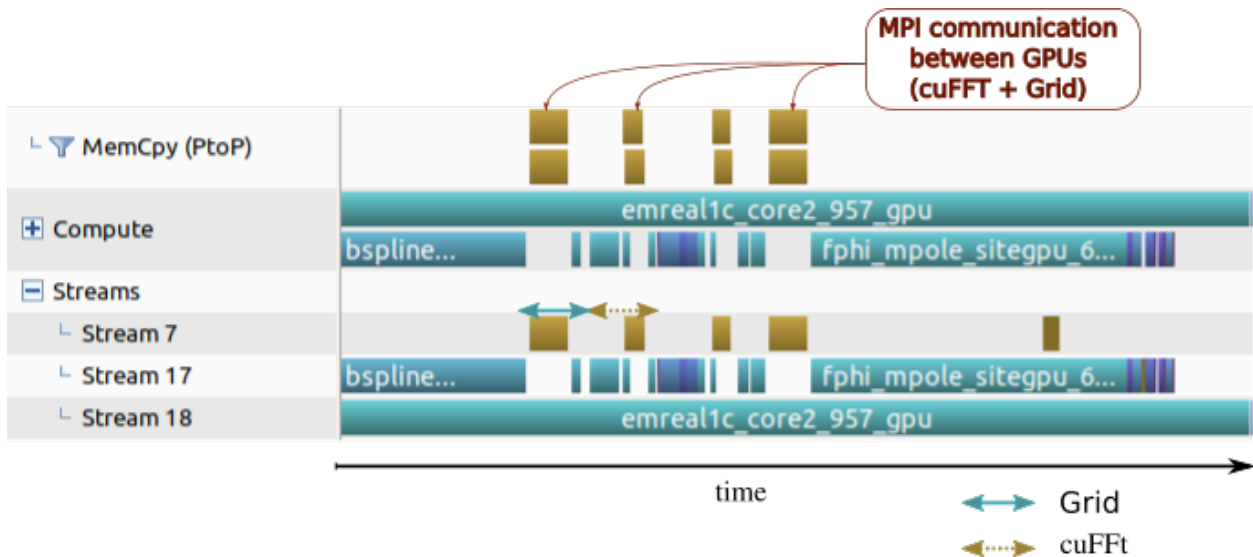 MPI communication
between GPUs
(cuFFT + Grid)
MemCpy (PtoP)
emreal1c_core2_957_gpu
Compute
bspline... fphi_mpole_sitegpu_6...
Streams
Stream 7
Stream 17 bspline... fphi_mpole_sitegpu_6...
Stream 18 emreal1c_core2_957_gpu
time
Grid
cuFFt